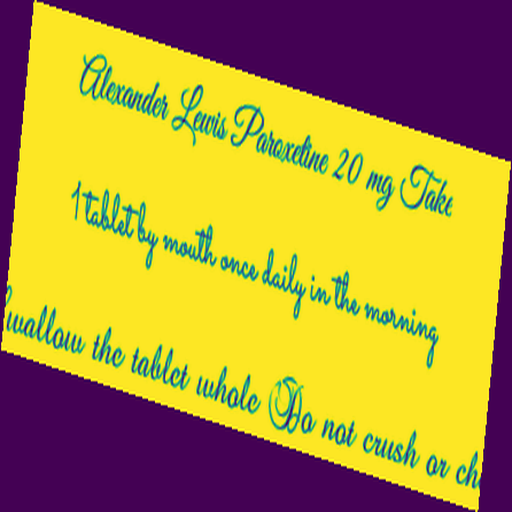 Alexander Lewis Paroxetine 20 mg Take
1 tablet by mouth once daily in the morning
wallow the tablet whole Do not crush or ch